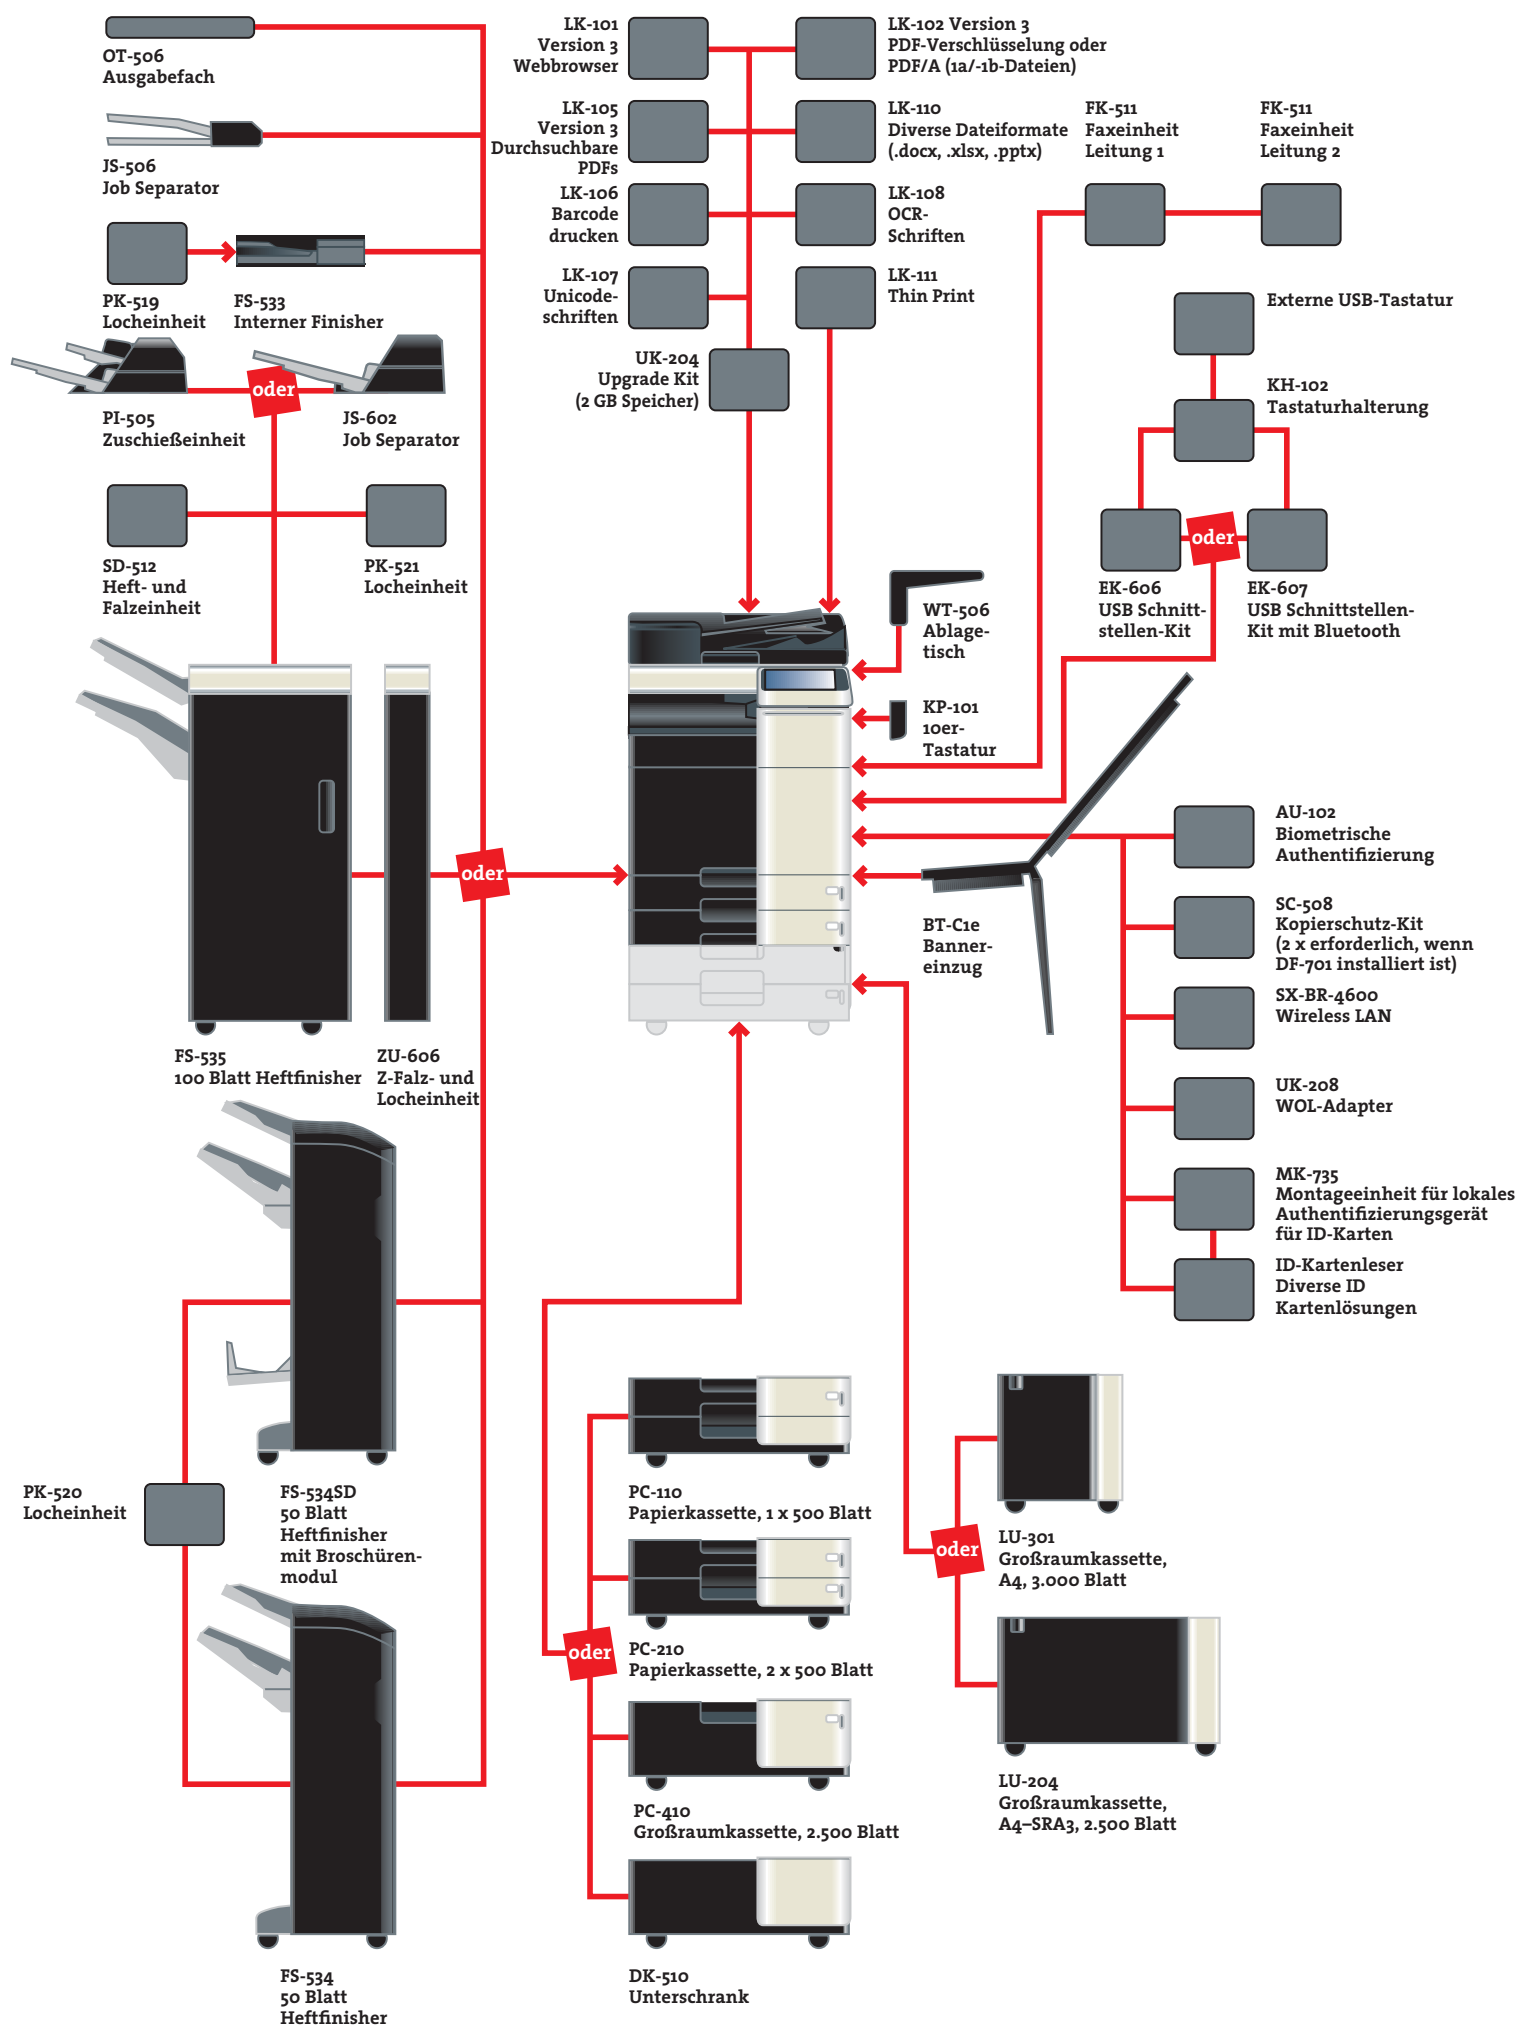 OT-506
Ausgabefach
JS-506
Job Separator
PK-519
Locheinheit
FS-533
Interner Finisher
oder
PI-505
Zuschießeinheit
JS-602
Job Separator
SD-512
Heft- und
Falzeinheit
PK-521
Locheinheit
LK-101
Version 3
Webbrowser
LK-102 Version 3
PDF-Verschlüsselung oder
PDF/A (1a/-1b-Dateien)
LK-105
Version 3
Durchsuchbare
PDFs
LK-110
Diverse Dateiformate
(.docx, .xlsx, .pptx)
LK-106
Barcode
drucken
LK-108
OCR-
Schriften
LK-107
Unicode-
schriften
LK-111
Thin Print
UK-204
Upgrade Kit
(2 GB Speicher)
FK-511
Faxeinheit
Leitung 1
FK-511
Faxeinheit
Leitung 2
Externe USB-Tastatur
KH-102
Tastaturhalterung
oder
EK-606
USB Schnitt-
stellen-Kit
EK-607
USB Schnittstellen-
Kit mit Bluetooth
WT-506
Ablage-
tisch
KP-101
10er-
Tastatur
oder
BT-C1e
Banner-
einzug
AU-102
Biometrische
Authentifizierung
SC-508
Kopierschutz-Kit
(2 x erforderlich, wenn
DF-701 installiert ist)
SX-BR-4600
Wireless LAN
UK-208
WOL-Adapter
MK-735
Montageeinheit für lokales
Authentifizierungsgerät
für ID-Karten
ID-Kartenleser
Diverse ID
Kartenlösungen
FS-535
100 Blatt Heftfinisher
ZU-606
Z-Falz- und
Locheinheit
PK-520
Locheinheit
FS-534SD
50 Blatt
Heftfinisher
mit Broschüren-
modul
FS-534
50 Blatt
Heftfinisher
PC-110
Papierkassette, 1 x 500 Blatt
oder
PC-210
Papierkassette, 2 x 500 Blatt
PC-410
Großraumkassette, 2.500 Blatt
DK-510
Unterschrank
oder
LU-301
Großraumkassette,
A4, 3.000 Blatt
LU-204
Großraumkassette,
A4–SRA3, 2.500 Blatt